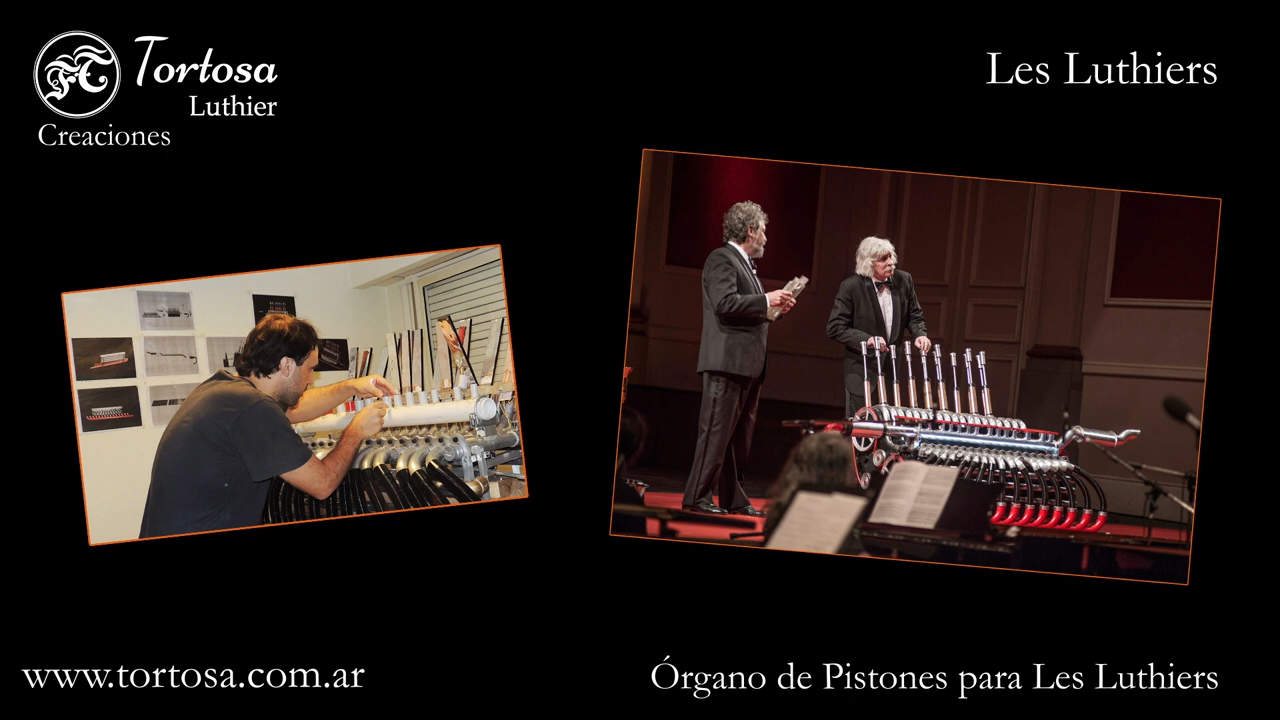 Tortosa
Luthier
Creaciones
Les Luthiers
www.tortosa.com.ar
Órgano de Pistones para Les Luthiers